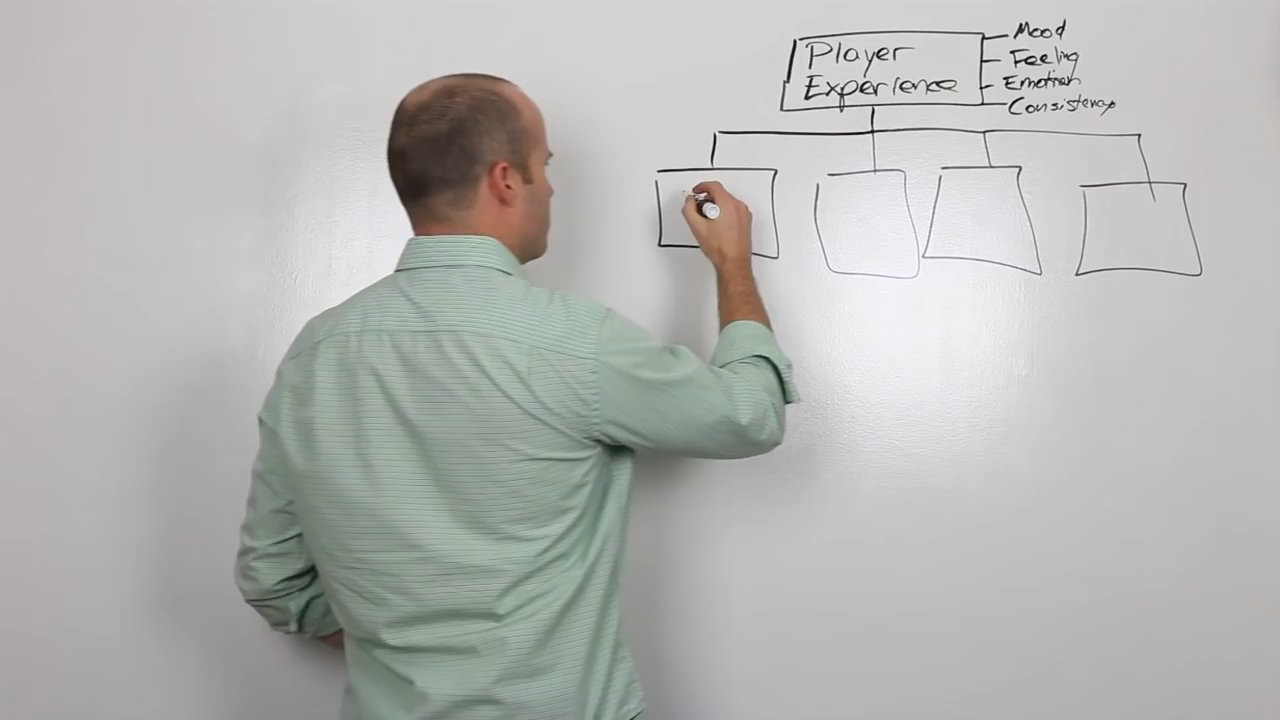 Player
Experience
Mood
Feeling
Emotion
Consistency